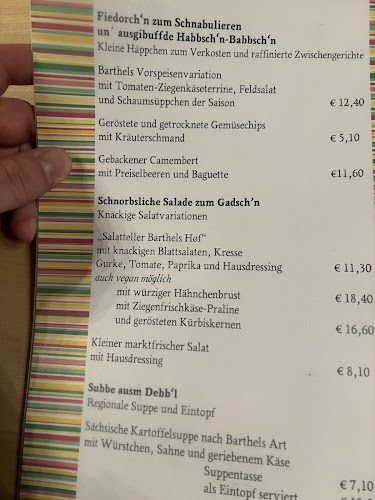 Fiedorch'n zum Schnabulieren
un' ausgibuffde Habbsch'n-Babbsch'n
Kleine Häppchen zum Verkosten und raffinierte Zwischengerichte
Barthels Vorspeisenvariation
mit Tomaten-Ziegenkäseterrine, Feldsalat
und Schaumsüppchen der Saison € 12,40
Geröstete und getrocknete Gemüsechips
mit Kräuterschmand € 5,10
Gebackener Camembert
mit Preiselbeeren und Baguette €11,60
Schnorbsliche Salade zum Gadsch'n
Knackige Salatvariationen
„Salatteller Barthels Hof"
mit knackigen Blattsalaten, Kresse
Gurke, Tomate, Paprika und Hausdressing € 11,30
auch vegan möglich
mit würziger Hähnchenbrust € 18,40
mit Ziegenfrischkäse-Praline
und gerösteten Kürbiskernen € 16,60
Kleiner marktfrischer Salat
mit Hausdressing € 8,10
Subbe ausm Debb'l
Regionale Suppe und Eintopf
Sächsische Kartoffelsuppe nach Barthels Art
mit Würstchen, Sahne und geriebenem Käse
Suppentasse € 7,10
als Eintopf serviert